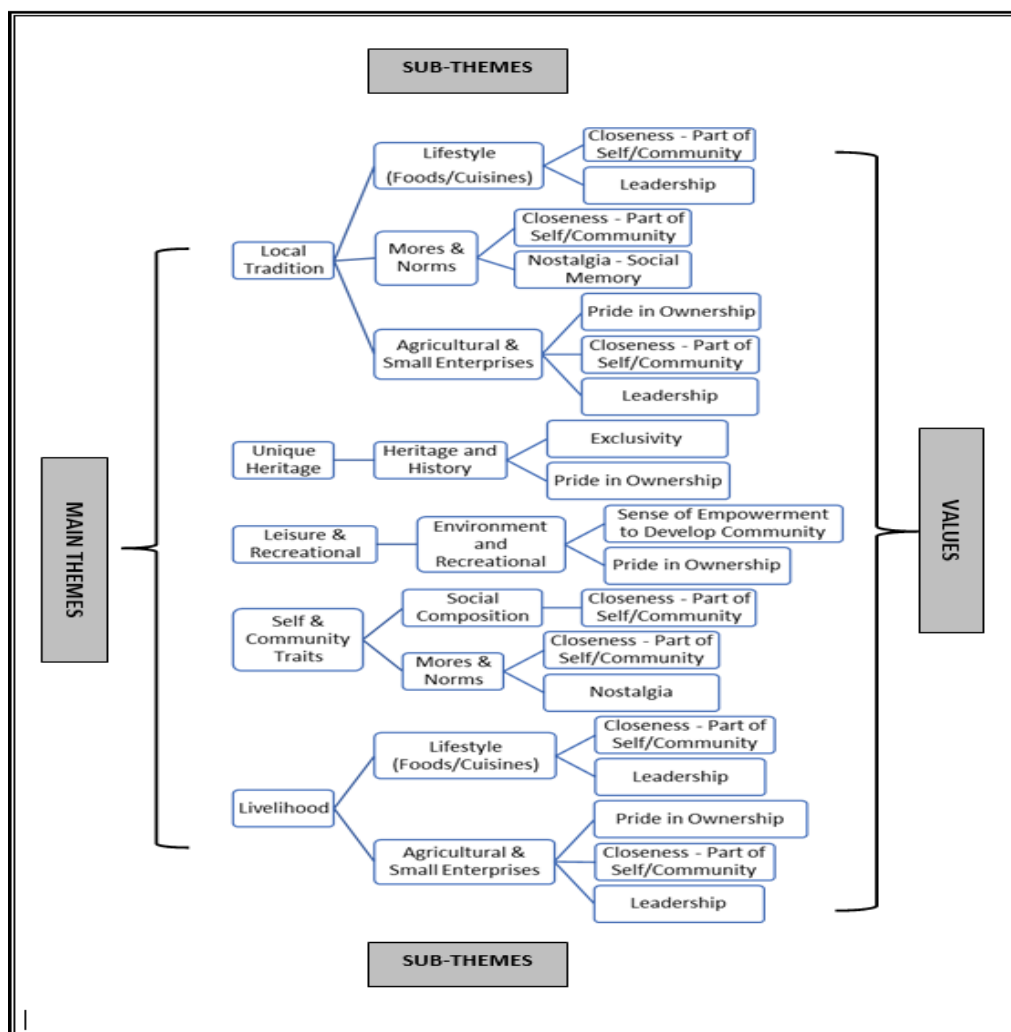 SUB-THEMES
MAIN THEMES
VALUES
Local
Tradition
Lifestyle
(Foods/Cuisines)
Closeness - Part of
Self/Community
Leadership
Mores &
Norms
Closeness - Part of
Self/Community
Nostalgia - Social
Memory
Agricultural &
Small Enterprises
Pride in Ownership
Closeness - Part of
Self/Community
Leadership
Unique
Heritage
Heritage and
History
Exclusivity
Pride in Ownership
Leisure &
Recreational
Environment
and
Recreational
Sense of Empowerment
to Develop Community
Pride in Ownership
Self &
Community
Traits
Social
Composition
Closeness - Part of
Self/Community
Mores &
Norms
Closeness - Part of
Self/Community
Nostalgia
Livelihood
Lifestyle
(Foods/Cuisines)
Closeness - Part of
Self/Community
Leadership
Agricultural &
Small Enterprises
Pride in Ownership
Closeness - Part of
Self/Community
Leadership
SUB-THEMES